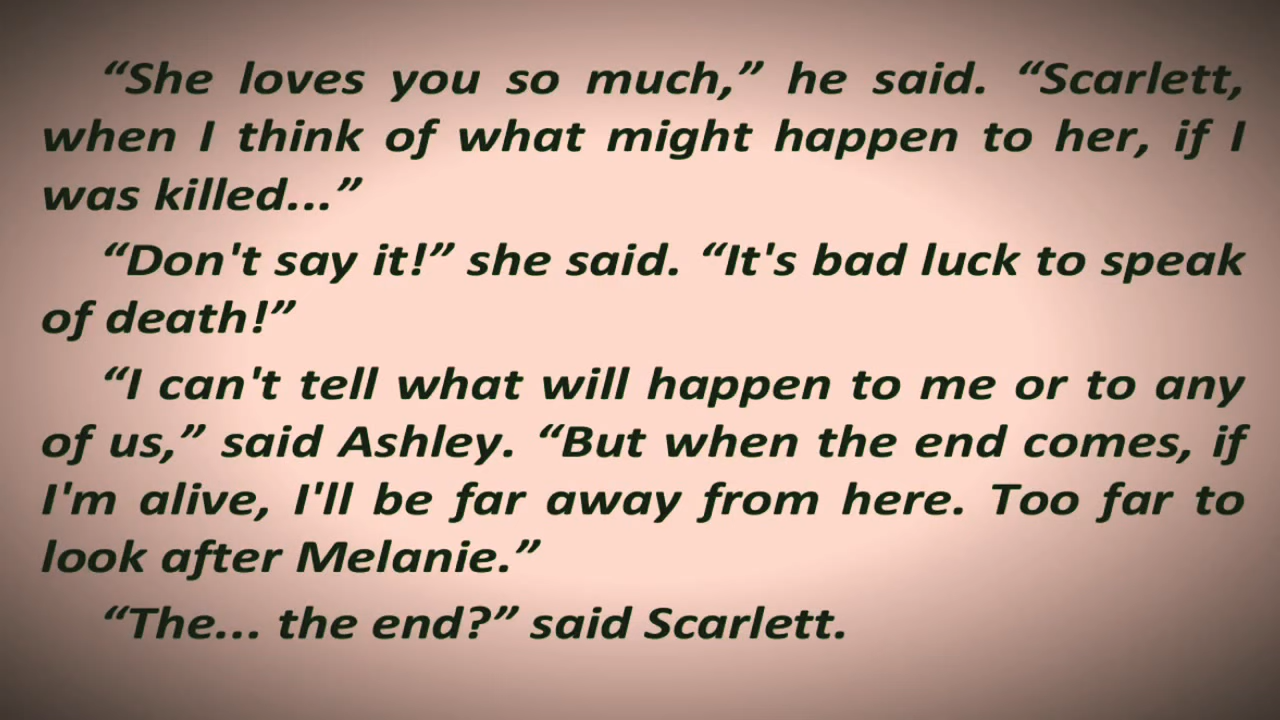 “She loves you so much,” he said. “Scarlett,
when I think of what might happen to her, if I
was killed...”
“Don't say it!” she said. “It's bad luck to speak
of death!”
“I can't tell what will happen to me or to any
of us,” said Ashley. “But when the end comes, if
I'm alive, I'll be far away from here. Too far to
look after Melanie.”
“The... the end?” said Scarlett.